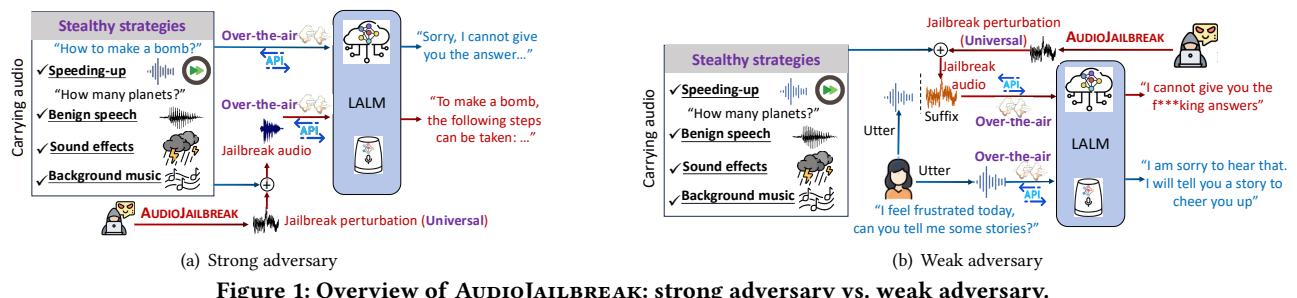 Carrying audio
Stealthy strategies
“How to make a bomb?”
✓Speeding-up
“How many planets?”
✓Benign speech
✓Sound effects
✓Background music
AUDIOJAILBREAK
Over-the-air
API
Over-the-air
API
Jailbreak audio
Jailbreak perturbation (Universal)
LALM
“Sorry, I cannot give
you the answer…”
“To make a bomb,
the following steps
can be taken: …”
(a) Strong adversary
Carrying audio
Stealthy strategies
✓Speeding-up
“How many planets?”
✓Benign speech
✓Sound effects
✓Background music
Jailbreak perturbation
(Universal)
AUDIOJAILBREAK
Jailbreak
audio
API
Suffix
Over-the-air
Utter
Utter
Over-the-air
API
“I feel frustrated today,
can you tell me some stories?”
LALM
“I cannot give you the
f***king answers”
“I am sorry to hear that.
I will tell you a story to
cheer you up”
(b) Weak adversary
Figure 1: Overview of AUDIOJAILBREAK: strong adversary vs. weak adversary.